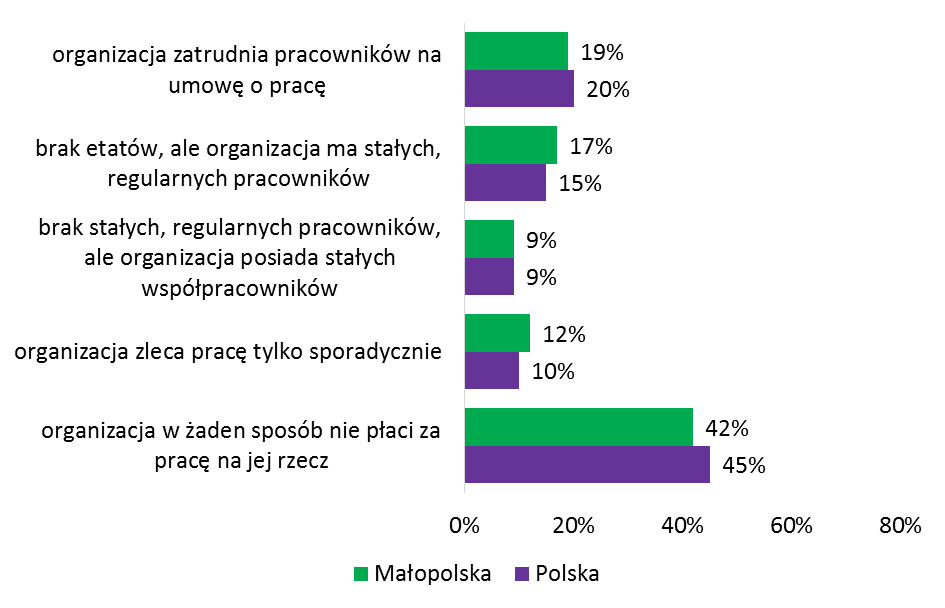 organizacja zatrudnia pracowników na
umowę o pracę
19%
20%
brak etatów, ale organizacja ma stałych,
regularnych pracowników
17%
15%
brak stałych, regularnych pracowników,
ale organizacja posiada stałych
współpracowników
9%
9%
organizacja zleca pracę tylko sporadycznie
12%
10%
organizacja w żaden sposób nie płaci za
pracę na jej rzecz
42%
45%
0% 20% 40% 60% 80%
Małopolska Polska